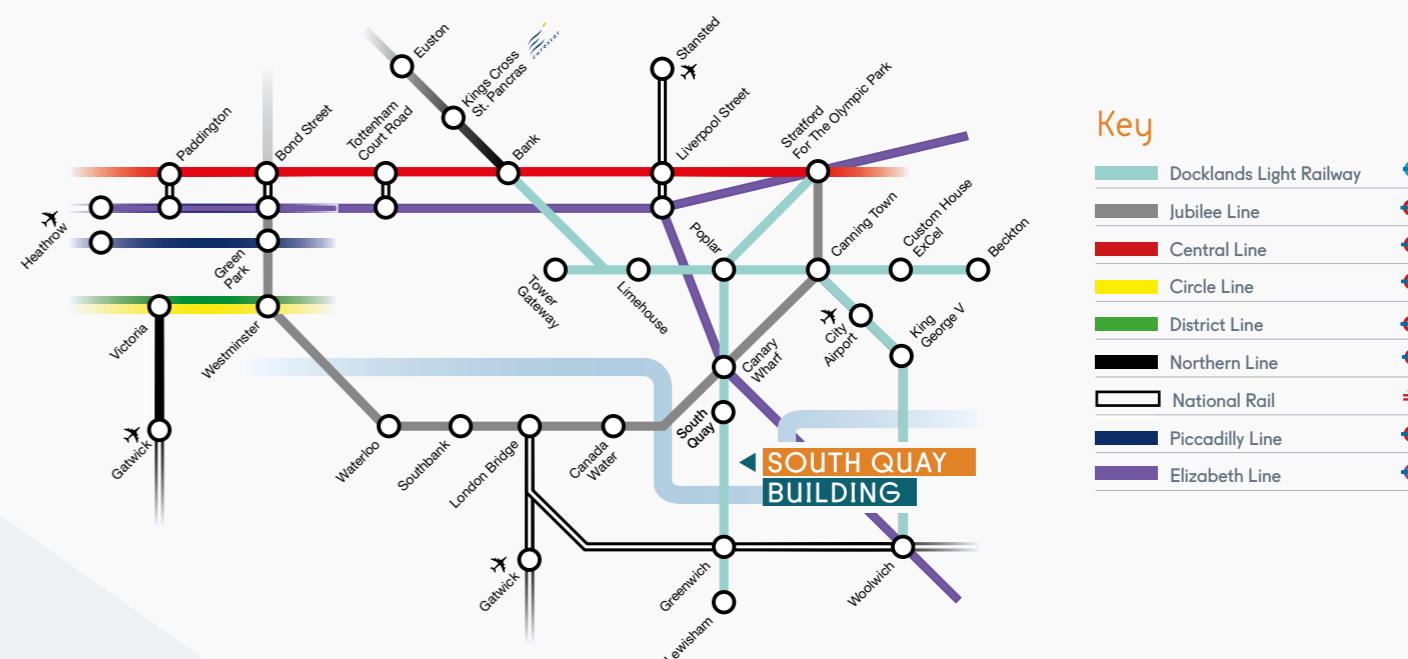 Euston
Kings Cross
St. Pancras
eurostar
Stansted
Paddington
Bond Street
Tottenham
Court Road
Bank
Liverpool Street
Stratford
For The Olympic Park
Heathrow
Green
Park
Poplar
Canning Town
Custom House
ExCel
Beckton
Tower
Gateway
Limehouse
City
Airport
King
George V
Victoria
Westminster
Canary
Wharf
South
Quay
Gatwick
Waterloo
Southbank
London Bridge
Canada
Water
SOUTH QUAY
BUILDING
Gatwick
Greenwich
Woolwich
Lewisham
Key
Docklands Light Railway
Jubilee Line
Central Line
Circle Line
District Line
Northern Line
National Rail
Piccadilly Line
Elizabeth Line